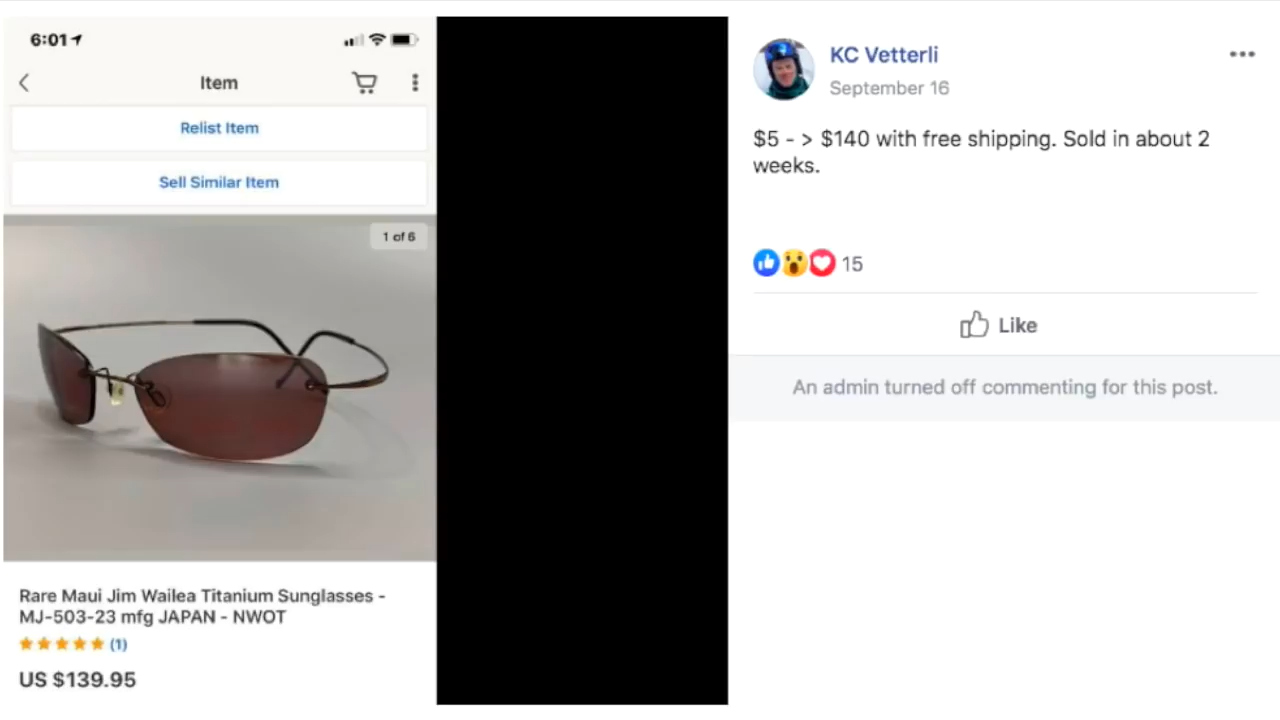 6:01
Item
Relist Item
Sell Similar Item
1 of 6
Rare Maui Jim Wailea Titanium Sunglasses -
MJ-503-23 mfg JAPAN - NWOT
(1)
US $139.95
KC Vetterli
September 16
$5 - > $140 with free shipping. Sold in about 2
weeks.
15
Like
An admin turned off commenting for this post.